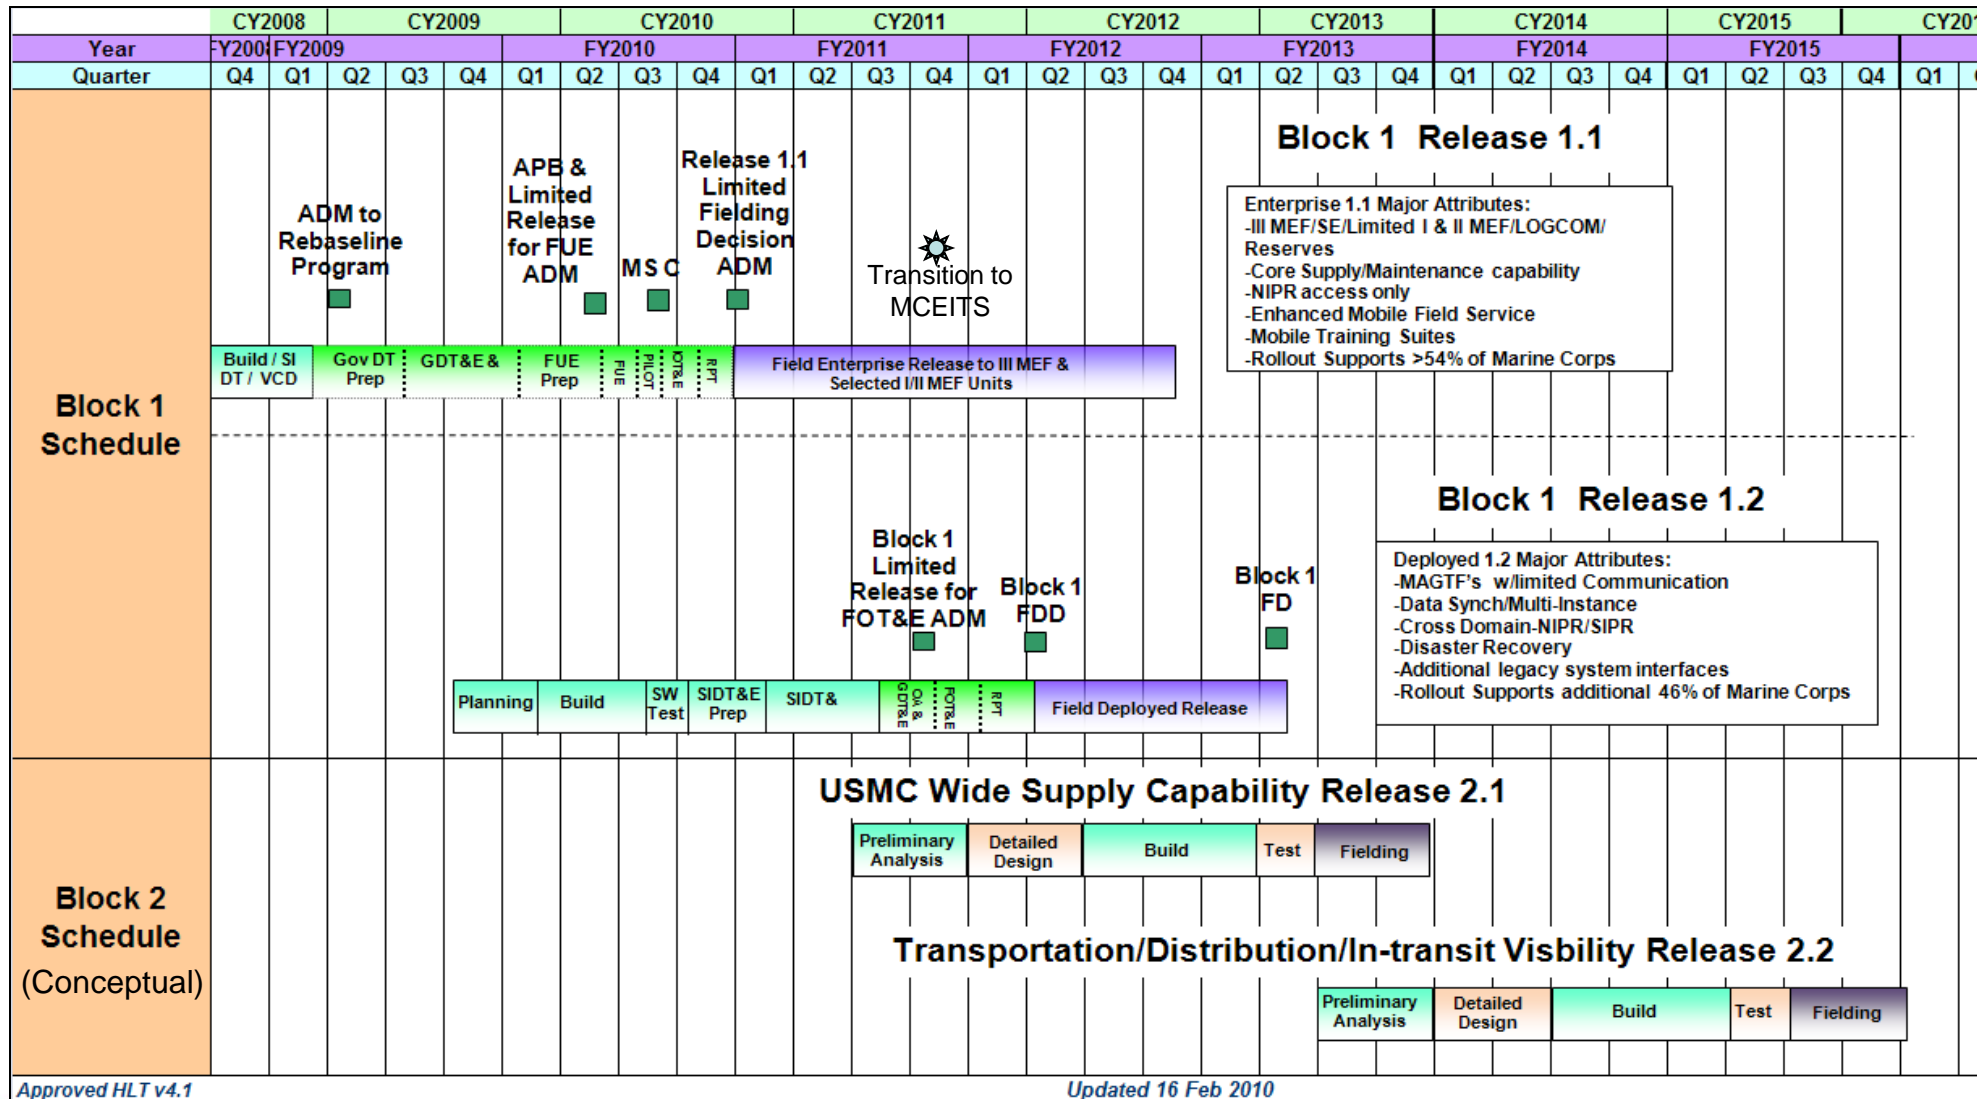 CY2008 CY2009 CY2010 CY2011 CY2012 CY2013 CY2014 CY2015 CY201
Year FY2008 FY2009 FY2010 FY2011 FY2012 FY2013 FY2014 FY2015
Quarter Q4 Q1 Q2 Q3 Q4 Q1 Q2 Q3 Q4 Q1 Q2 Q3 Q4 Q1 Q2 Q3 Q4 Q1 Q2 Q3 Q4 Q1 Q2 Q3 Q4 Q1 Q2 Q3 Q4 Q1
Block 1
Schedule
ADM to
Rebaseline
Program
APB &
Limited
Release
for FUE
ADM
MS C
Release 1.1
Limited
Fielding
Decision
ADM
Transition to
MCEITS
Block 1 Release 1.1
Enterprise 1.1 Major Attributes:
-III MEF/SE/Limited I & II MEF/LOGCOM/
Reserves
-Core Supply/Maintenance capability
-NIPR access only
-Enhanced Mobile Field Service
-Mobile Training Suites
-Rollout Supports >54% of Marine Corps
Build / SI
DT / VCD
Gov DT
Prep
GDT&E &
FUE
Prep
FUE
PILOT
IOT&E
RPT
Field Enterprise Release to III MEF &
Selected I/II MEF Units
Block 1 Release 1.2
Deployed 1.2 Major Attributes:
-MAGTF's w/limited Communication
-Data Synch/Multi-Instance
-Cross Domain-NIPR/SIPR
-Disaster Recovery
-Additional legacy system interfaces
-Rollout Supports additional 46% of Marine Corps
Block 1
Limited
Release for
FOT&E ADM
Block 1
FDD
Block 1
FD
Planning
Build
SW
Test
SIDT&E
Prep
SIDT&
OA &
GDT&E
FOT&E
RPT
Field Deployed Release
Block 2
Schedule
(Conceptual)
USMC Wide Supply Capability Release 2.1
Preliminary
Analysis
Detailed
Design
Build
Test
Fielding
Transportation/Distribution/In-transit Visbility Release 2.2
Preliminary
Analysis
Detailed
Design
Build
Test
Fielding
Approved HLT v4.1
Updated 16 Feb 2010